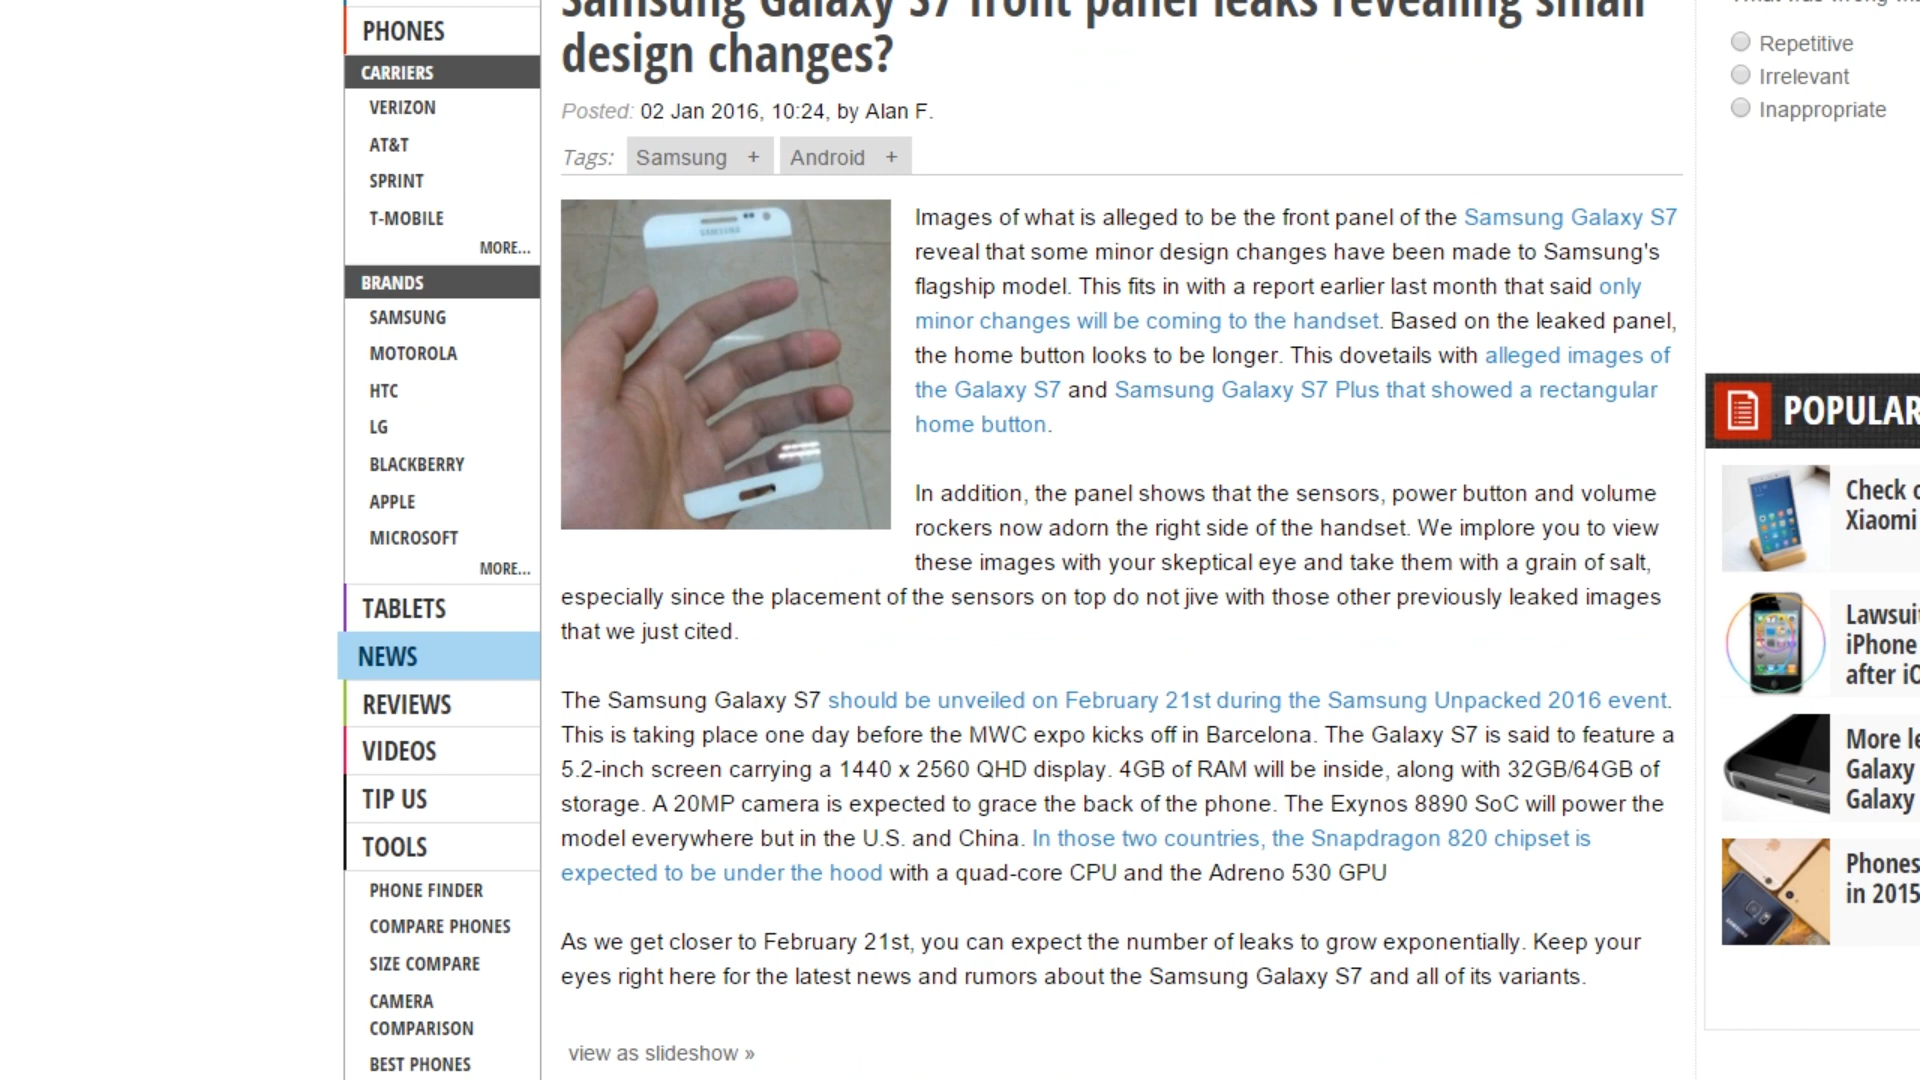 Samsung Galaxy S7 front panel leaks revealing small
design changes?
Posted: 02 Jan 2016, 10:24, by Alan F.
Tags: Samsung + Android +
PHONES
CARRIERS
VERIZON
AT&T
SPRINT
T-MOBILE
MORE...
BRANDS
SAMSUNG
MOTOROLA
HTC
LG
BLACKBERRY
APPLE
MICROSOFT
MORE...
TABLETS
NEWS
REVIEWS
VIDEOS
TIP US
TOOLS
PHONE FINDER
COMPARE PHONES
SIZE COMPARE
CAMERA
COMPARISON
BEST PHONES
SAMSUNG
Images of what is alleged to be the front panel of the Samsung Galaxy S7
reveal that some minor design changes have been made to Samsung's
flagship model. This fits in with a report earlier last month that said only
minor changes will be coming to the handset. Based on the leaked panel,
the home button looks to be longer. This dovetails with alleged images of
the Galaxy S7 and Samsung Galaxy S7 Plus that showed a rectangular
home button.
In addition, the panel shows that the sensors, power button and volume
rockers now adorn the right side of the handset. We implore you to view
these images with your skeptical eye and take them with a grain of salt,
especially since the placement of the sensors on top do not jive with those other previously leaked images
that we just cited.
The Samsung Galaxy S7 should be unveiled on February 21st during the Samsung Unpacked 2016 event.
This is taking place one day before the MWC expo kicks off in Barcelona. The Galaxy S7 is said to feature a
5.2-inch screen carrying a 1440 x 2560 QHD display. 4GB of RAM will be inside, along with 32GB/64GB of
storage. A 20MP camera is expected to grace the back of the phone. The Exynos 8890 SoC will power the
model everywhere but in the U.S. and China. In those two countries, the Snapdragon 820 chipset is
expected to be under the hood with a quad-core CPU and the Adreno 530 GPU
As we get closer to February 21st, you can expect the number of leaks to grow exponentially. Keep your
eyes right here for the latest news and rumors about the Samsung Galaxy S7 and all of its variants.
view as slideshow »
Repetitive
Irrelevant
Inappropriate
POPULAR
Check
Xiaomi
Lawsui
iPhone
after iO
More le
Galaxy
Galaxy
Phones
in 2015